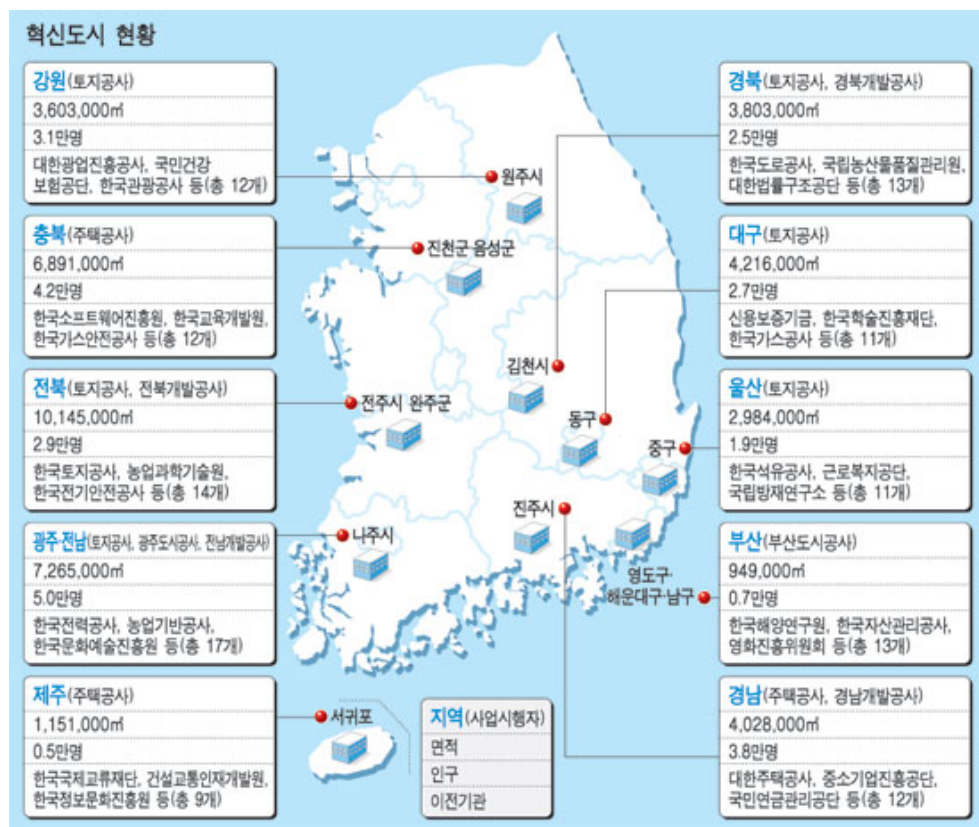 혁신도시 현황
강원(토지공사)
3,603,000㎡
3.1만명
대한광업진흥공사, 국민건강
보험공단, 한국관광공사 등(총 12개)
충북(주택공사)
6,891,000㎡
4.2만명
한국소프트웨어진흥원, 한국교육개발원,
한국가스안전공사 등(총 12개)
전북(토지공사, 전북개발공사)
10,145,000㎡
2.9만명
한국토지공사, 농업과학기술원,
한국전기안전공사 등(총 14개)
광주·전남(토지공사, 광주도시공사, 전남개발공사)
7,265,000㎡
5.0만명
한국전력공사, 농업기반공사,
한국문화예술진흥원 등(총 17개)
제주(주택공사)
1,151,000㎡
0.5만명
한국국제교류재단, 건설교통인재개발원,
한국정보문화진흥원 등(총 9개)
원주시
진천군·음성군
김천시
전주시 완주군
동구
중구
진주시
나주시
영도구·
해운대구·남구
서귀포
지역(사업시행자)
면적
인구
이전기관
경북(토지공사, 경북개발공사)
3,803,000㎡
2.5만명
한국도로공사, 국립농산물품질관리원,
대한법률구조공단 등(총 13개)
대구(토지공사)
4,216,000㎡
2.7만명
신용보증기금, 한국학술진흥재단,
한국가스공사 등(총 11개)
울산(토지공사)
2,984,000㎡
1.9만명
한국석유공사, 근로복지공단,
국립방재연구소 등(총 11개)
부산(부산도시공사)
949,000㎡
0.7만명
한국해양연구원, 한국자산관리공사,
영화진흥위원회 등(총 13개)
경남(주택공사, 경남개발공사)
4,028,000㎡
3.8만명
대한주택공사, 중소기업진흥공단,
국민연금관리공단 등(총 12개)